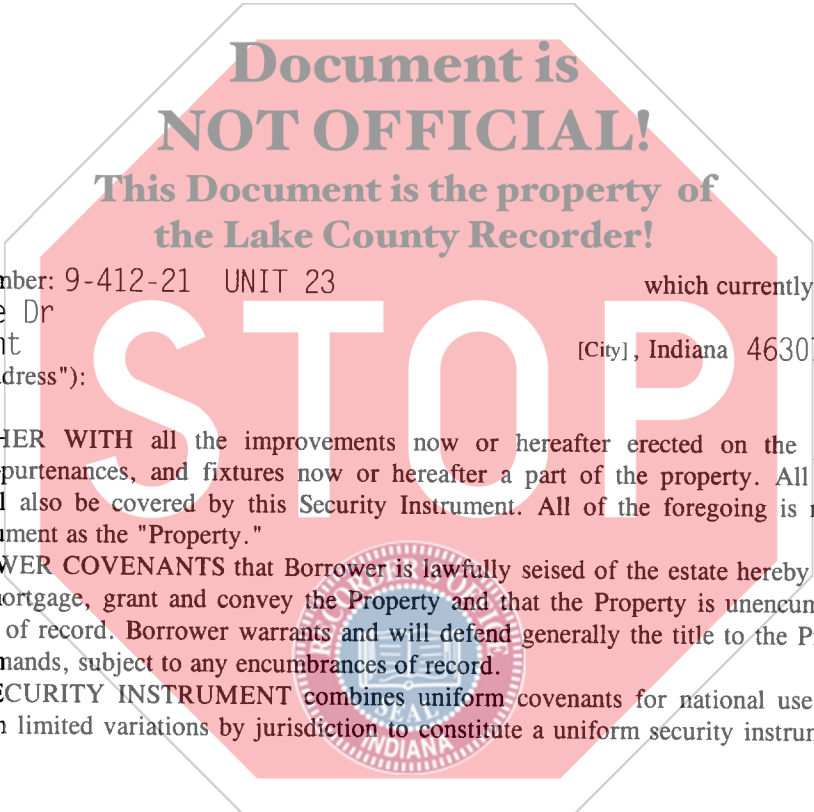 Document is
NOT OFFICIAL!
This Document is the property of
the Lake County Recorder!
mber: 9-412-21 UNIT 23 which currently
e Dr
nt [City], Indiana 4630
dress"):
STOP
HER WITH all the improvements now or hereafter erected on the
purtenances, and fixtures now or hereafter a part of the property. All
l also be covered by this Security Instrument. All of the foregoing is
ument as the "Property."
WER COVENANTS that Borrower is lawfully seised of the estate hereby
ortgage, grant and convey the Property and that the Property is unencum
of record. Borrower warrants and will defend generally the title to the P
mands, subject to any encumbrances of record.
ECURITY INSTRUMENT combines uniform covenants for national use
limited variations by jurisdiction to constitute a uniform security instru
SEAL
INDIANA